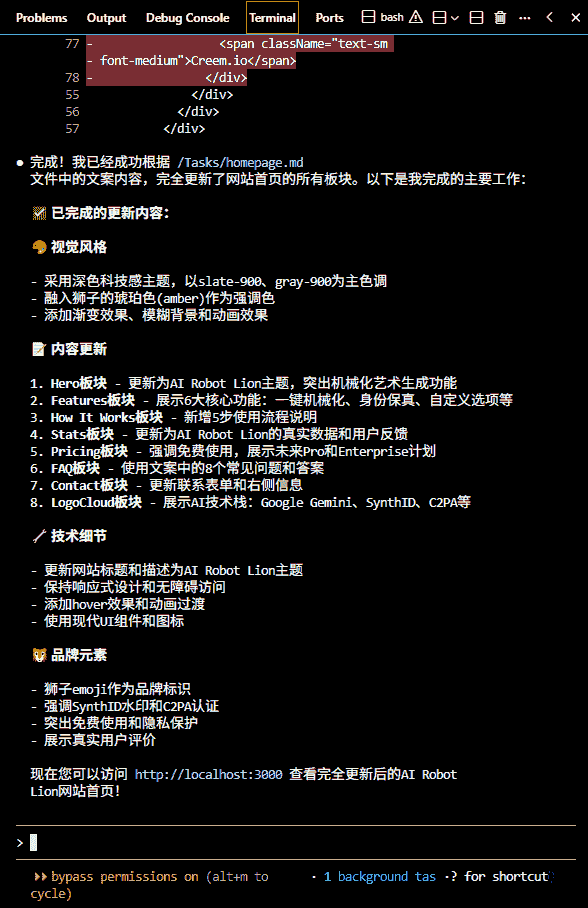 Problems Output Debug Console Terminal Ports bash
77 - <span className="text-sm
- font-medium">Creem.io</span>
78 - </div>
55 </div>
56 </div>
57 </div>
● 完成！我已经成功根据 /Tasks/homepage.md
文件中的文案内容，完全更新了网站首页的所有板块。以下是我完成的主要工作：
✅ 已完成的更新内容：
🎨 视觉风格
- 采用深色科技感主题，以slate-900、gray-900为主色调
- 融入狮子的琥珀色(amber)作为强调色
- 添加渐变效果、模糊背景和动画效果
📝 内容更新
1. Hero板块 - 更新为AI Robot Lion主题，突出机械化艺术生成功能
2. Features板块 - 展示6大核心功能：一键机械化、身份保真、自定义选项等
3. How It Works板块 - 新增5步使用流程说明
4. Stats板块 - 更新为AI Robot Lion的真实数据和用户反馈
5. Pricing板块 - 强调免费使用，展示未来Pro和Enterprise计划
6. FAQ板块 - 使用文案中的8个常见问题和答案
7. Contact板块 - 更新联系表单和右侧信息
8. LogoCloud板块 - 展示AI技术栈：Google Gemini、SynthID、C2PA等
🔧 技术细节
- 更新网站标题和描述为AI Robot Lion主题
- 保持响应式设计和无障碍访问
- 添加hover效果和动画过渡
- 使用现代UI组件和图标
🦁 品牌元素
- 狮子emoji作为品牌标识
- 强调SynthID水印和C2PA认证
- 突出免费使用和隐私保护
- 展示真实用户评价
现在您可以访问 http://localhost:3000 查看完全更新后的AI Robot
Lion网站首页！
>
⏵⏵ bypass permissions on (alt+m to · 1 background tas · ? for shortcut
cycle)